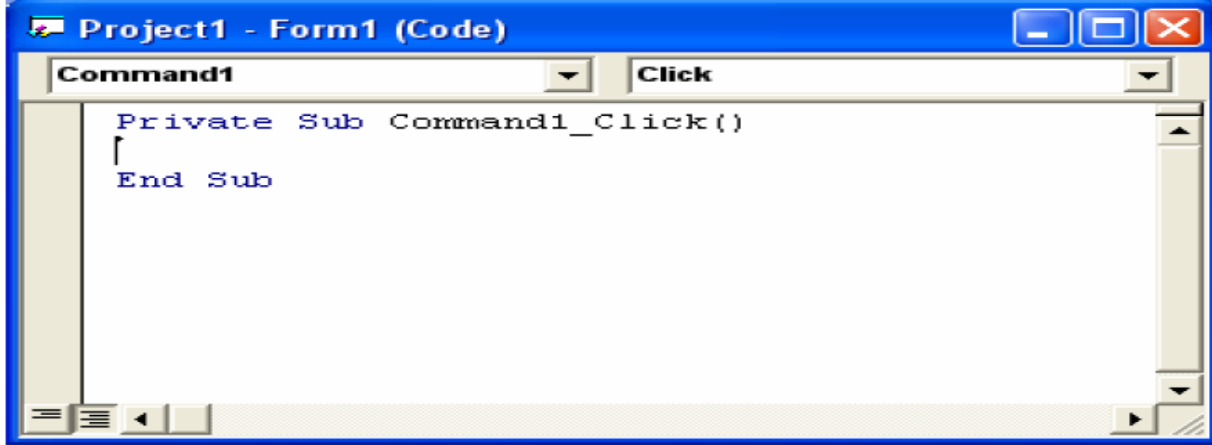 Project1 - Form1 (Code)
Command1 Click
Private Sub Command1_Click()
End Sub